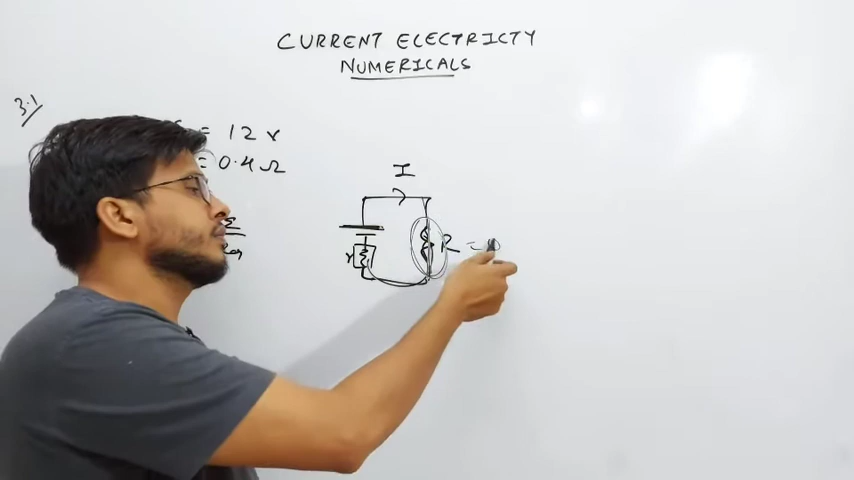 CURRENT ELECTRICTY
NUMERICALS
3.1
= 12 V
= 0.4 Ω
I
r
R =